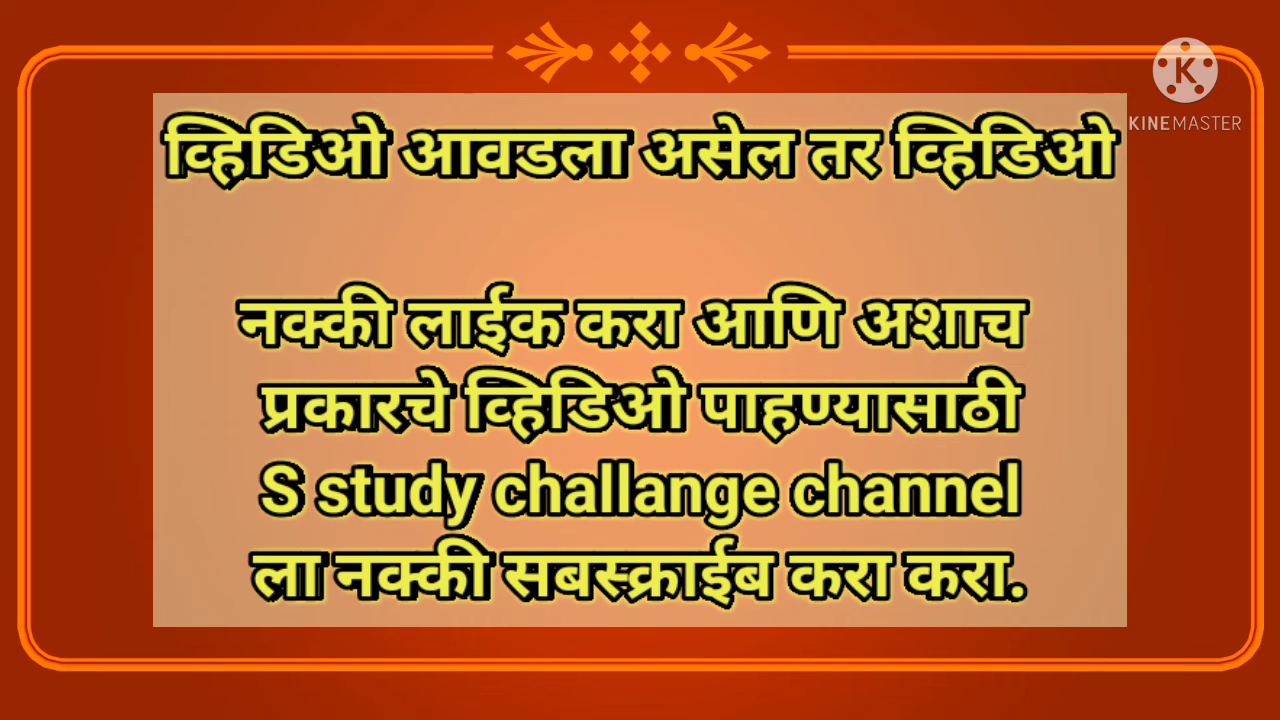 व्हिडिओ आवडला असेल तर व्हिडिओ
नक्की लाईक करा आणि अशाच
प्रकारचे व्हिडिओ पाहण्यासाठी
S study challange channel
ला नक्की सबस्क्राईब करा करा.
K
KINEMASTER